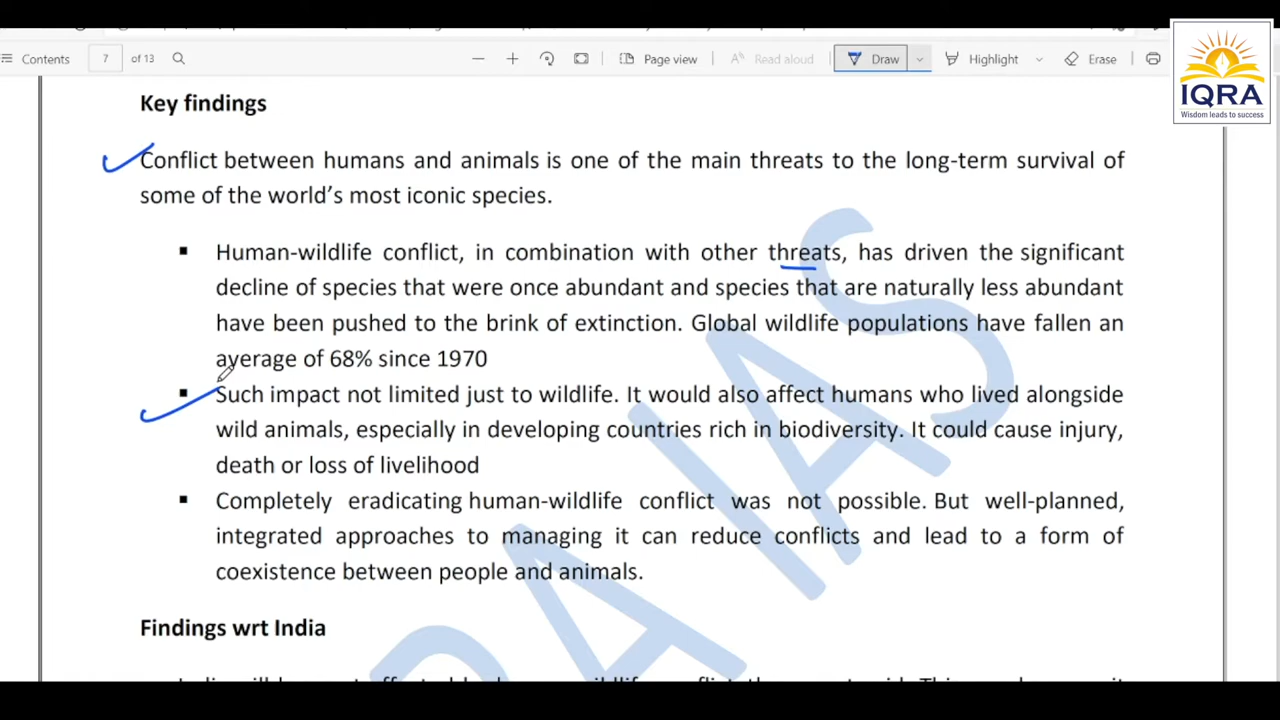 Contents 7 of 13 Page view Read aloud Draw Highlight Erase
IQRA
Wisdom leads to success
Key findings
Conflict between humans and animals is one of the main threats to the long-term survival of
some of the world's most iconic species.
▪ Human-wildlife conflict, in combination with other threats, has driven the significant
decline of species that were once abundant and species that are naturally less abundant
have been pushed to the brink of extinction. Global wildlife populations have fallen an
average of 68% since 1970
▪ Such impact not limited just to wildlife. It would also affect humans who lived alongside
wild animals, especially in developing countries rich in biodiversity. It could cause injury,
death or loss of livelihood
▪ Completely eradicating human-wildlife conflict was not possible. But well-planned,
integrated approaches to managing it can reduce conflicts and lead to a form of
coexistence between people and animals.
Findings wrt India
RA IAS